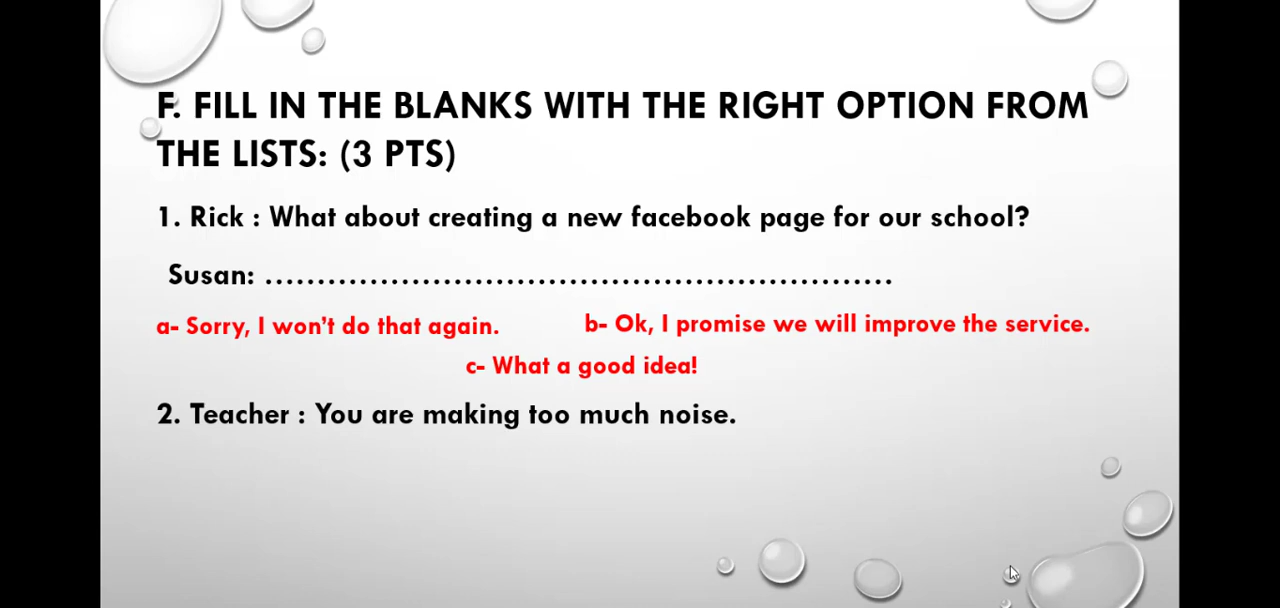 F. FILL IN THE BLANKS WITH THE RIGHT OPTION FROM
THE LISTS: (3 PTS)
1. Rick : What about creating a new facebook page for our school?
Susan: ............................................................
a- Sorry, I won't do that again. b- Ok, I promise we will improve the service.
c- What a good idea!
2. Teacher : You are making too much noise.